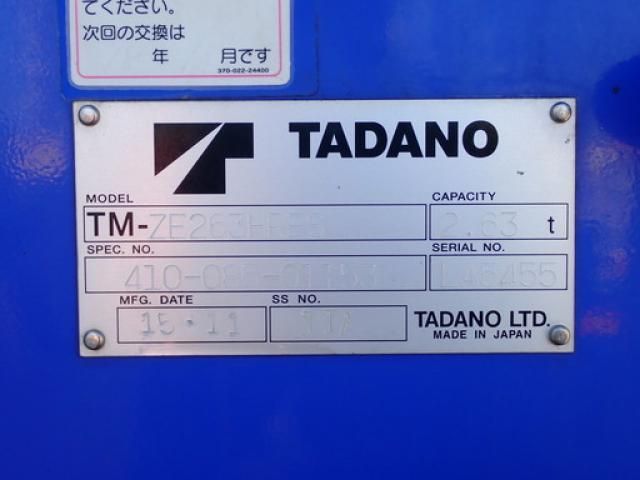 てください。
次回の交換は
年 月です
370-022-24400
TADANO
MODEL CAPACITY
TM- 2.63 t
SPEC. NO. SERIAL NO.
MFG. DATE SS NO.
15·11
TADANO LTD.
MADE IN JAPAN